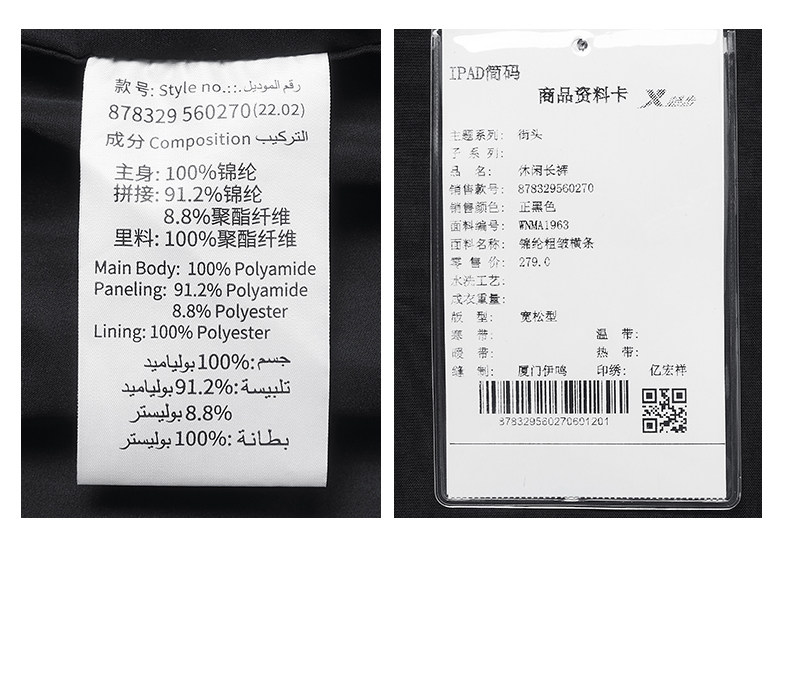 款号: Style no.::.رقم الموديل
878329 560270(22.02)
成分 Composition التركيب
主身: 100%锦纶
拼接: 91.2%锦纶
8.8%聚酯纤维
里料: 100%聚酯纤维
Main Body: 100% Polyamide
Paneling: 91.2% Polyamide
8.8% Polyester
Lining: 100% Polyester
جسم: 100% بولياميد
تلبيسة: 91.2% بولياميد
8.8% بوليستر
بطانة: 100% بوليستر
IPAD简码
商品资料卡
主题系列: 街头
子系列:
品名: 休闲长裤
销售款号: 878329560270
销售颜色: 正黑色
面料编号: WNMA1963
面料名称: 锦纶粗皱横条
零售价: 279.0
水洗工艺:
成衣重量:
版型: 宽松型
寒带: 温带:
暖带: 热带:
缝制: 厦门伊鸣 印绣: 亿宏祥
878329560270601201